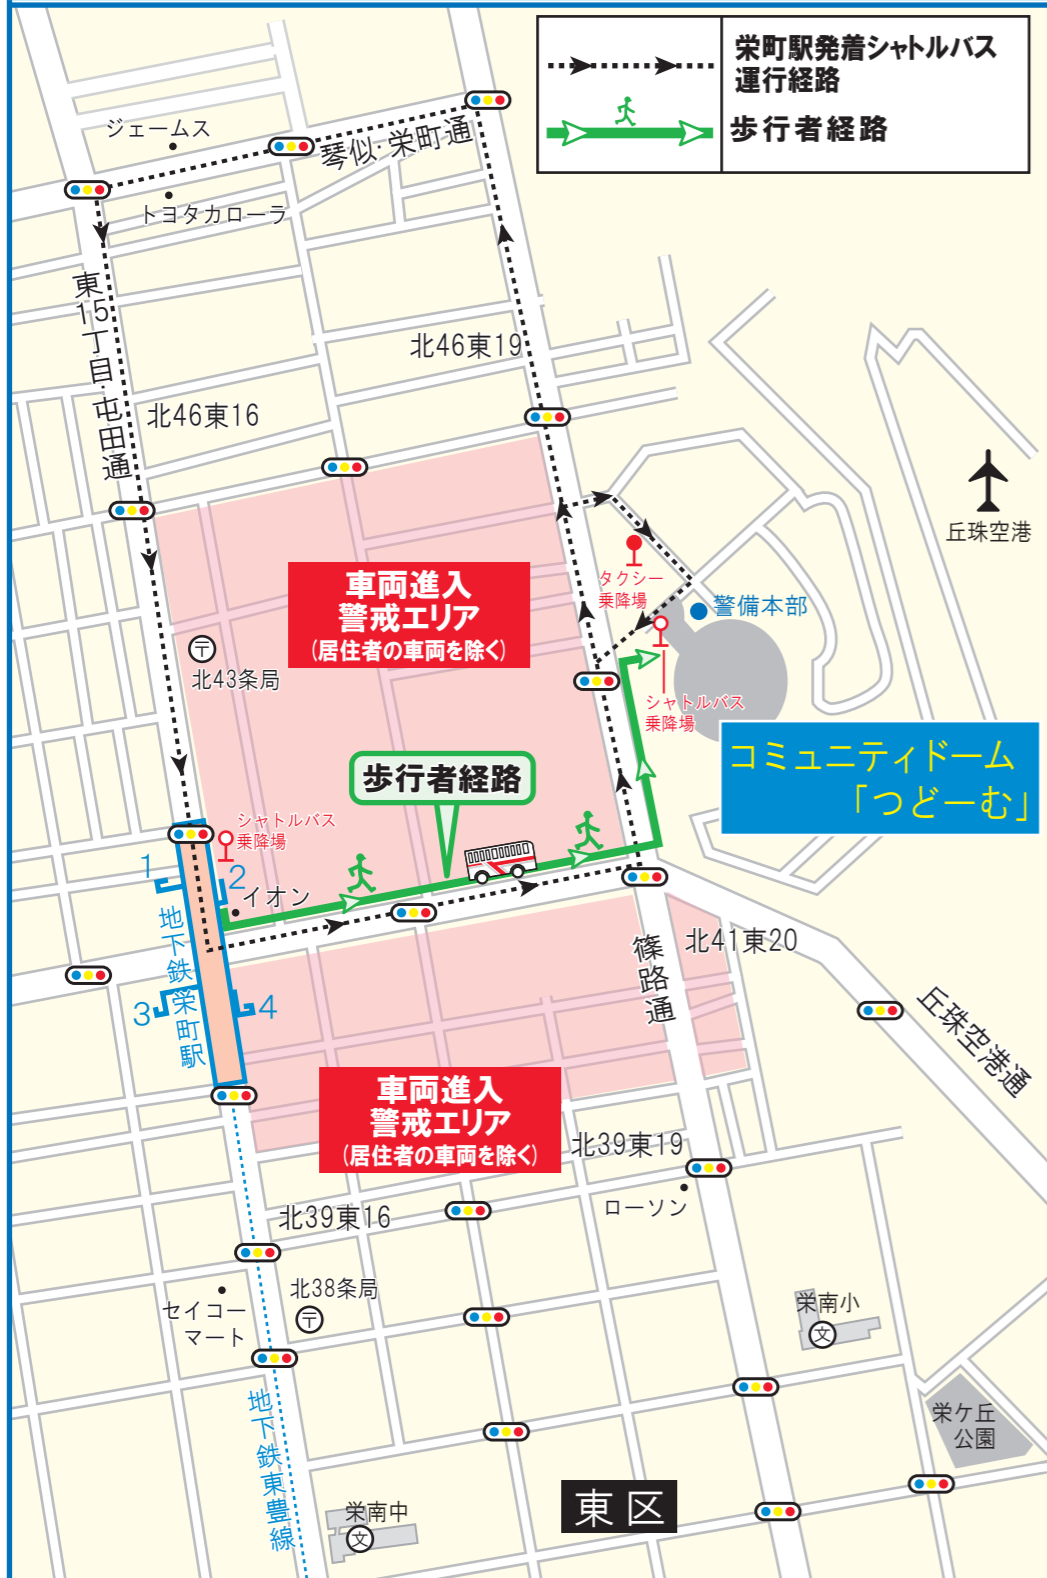 栄町駅発着シャトルバス
運行経路
歩行者経路
ジェームス
琴似・栄町通
トヨタカローラ
東15丁目・屯田通
北46東19
北46東16
丘珠空港
車両進入
警戒エリア
(居住者の車両を除く)
タクシー
乗降場
警備本部
北43条局
シャトルバス
乗降場
コミュニティドーム
「つどーむ」
歩行者経路
シャトルバス
乗降場
1
2
イオン
地下鉄栄町駅
3
4
篠路通
北41東20
丘珠空港通
車両進入
警戒エリア
(居住者の車両を除く)
北39東19
ローソン
北39東16
北38条局
セイコー
マート
栄南小
文
地下鉄東豊線
栄ケ丘
公園
東区
栄南中
文